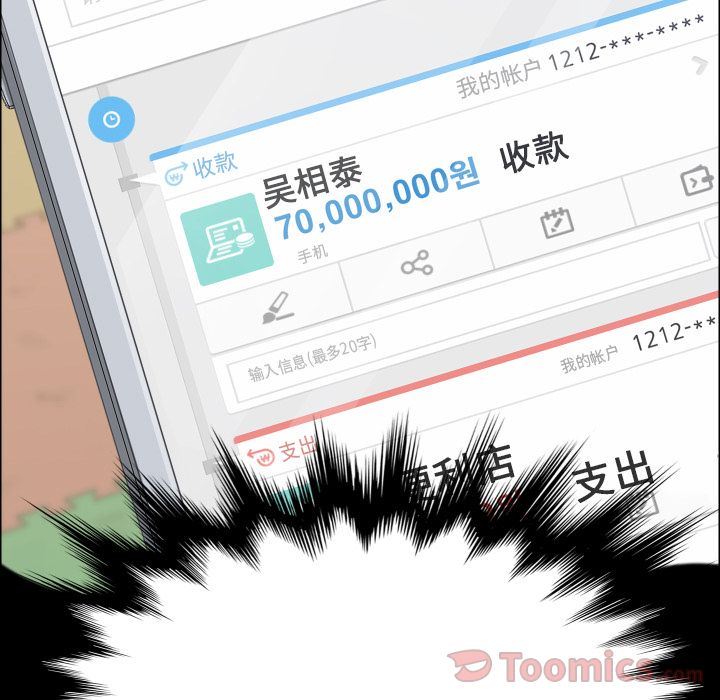 我的帐户 1212-***-****
收款
吴相泰
70,000,000원 收款
手机
输入信息(最多20字)
我的帐户 1212-**
支出
便利店 支出
Toomics.com